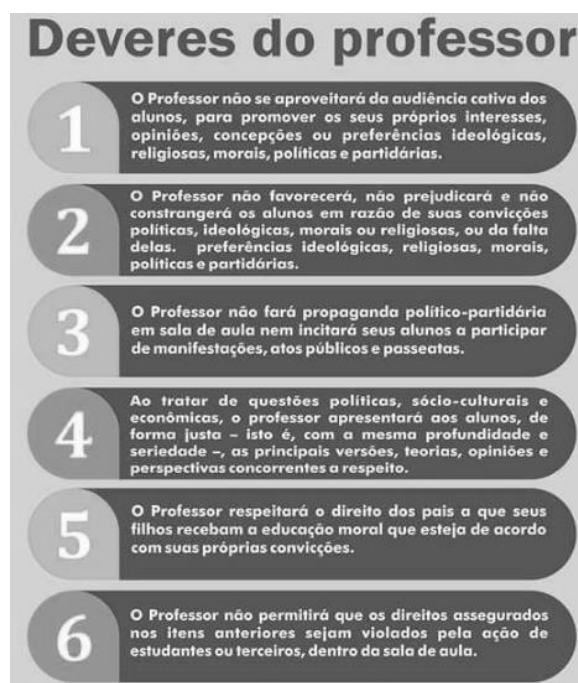 Deveres do professor
1
O Professor não se aproveitará da audiência cativa dos
alunos, para promover os seus próprios interesses,
opiniões, concepções ou preferências ideológicas,
religiosas, morais, políticas e partidárias.
2
O Professor não favorecerá, não prejudicará e não
constrangerá os alunos em razão de suas convicções
políticas, ideológicas, morais ou religiosas, ou da falta
delas. preferências ideológicas, religiosas, morais,
políticas e partidárias.
3
O Professor não fará propaganda político-partidária
em sala de aula nem incitará seus alunos a participar
de manifestações, atos públicos e passeatas.
4
Ao tratar de questões políticas, sócio-culturais e
econômicas, o professor apresentará aos alunos, de
forma justa – isto é, com a mesma profundidade e
seriedade –, as principais versões, teorias, opiniões e
perspectivas concorrentes a respeito.
5
O Professor respeitará o direito dos pais a que seus
filhos recebam a educação moral que esteja de acordo
com suas próprias convicções.
6
O Professor não permitirá que os direitos assegurados
nos itens anteriores sejam violados pela ação de
estudantes ou terceiros, dentro da sala de aula.